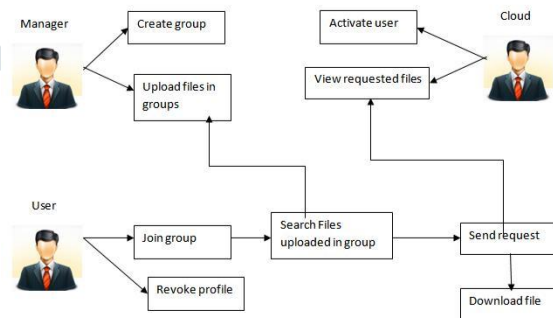 Manager
Create group
Activate user
Cloud
Upload files in
groups
View requested files
User
Join group
Search Files
uploaded in group
Send request
Revoke profile
Download file